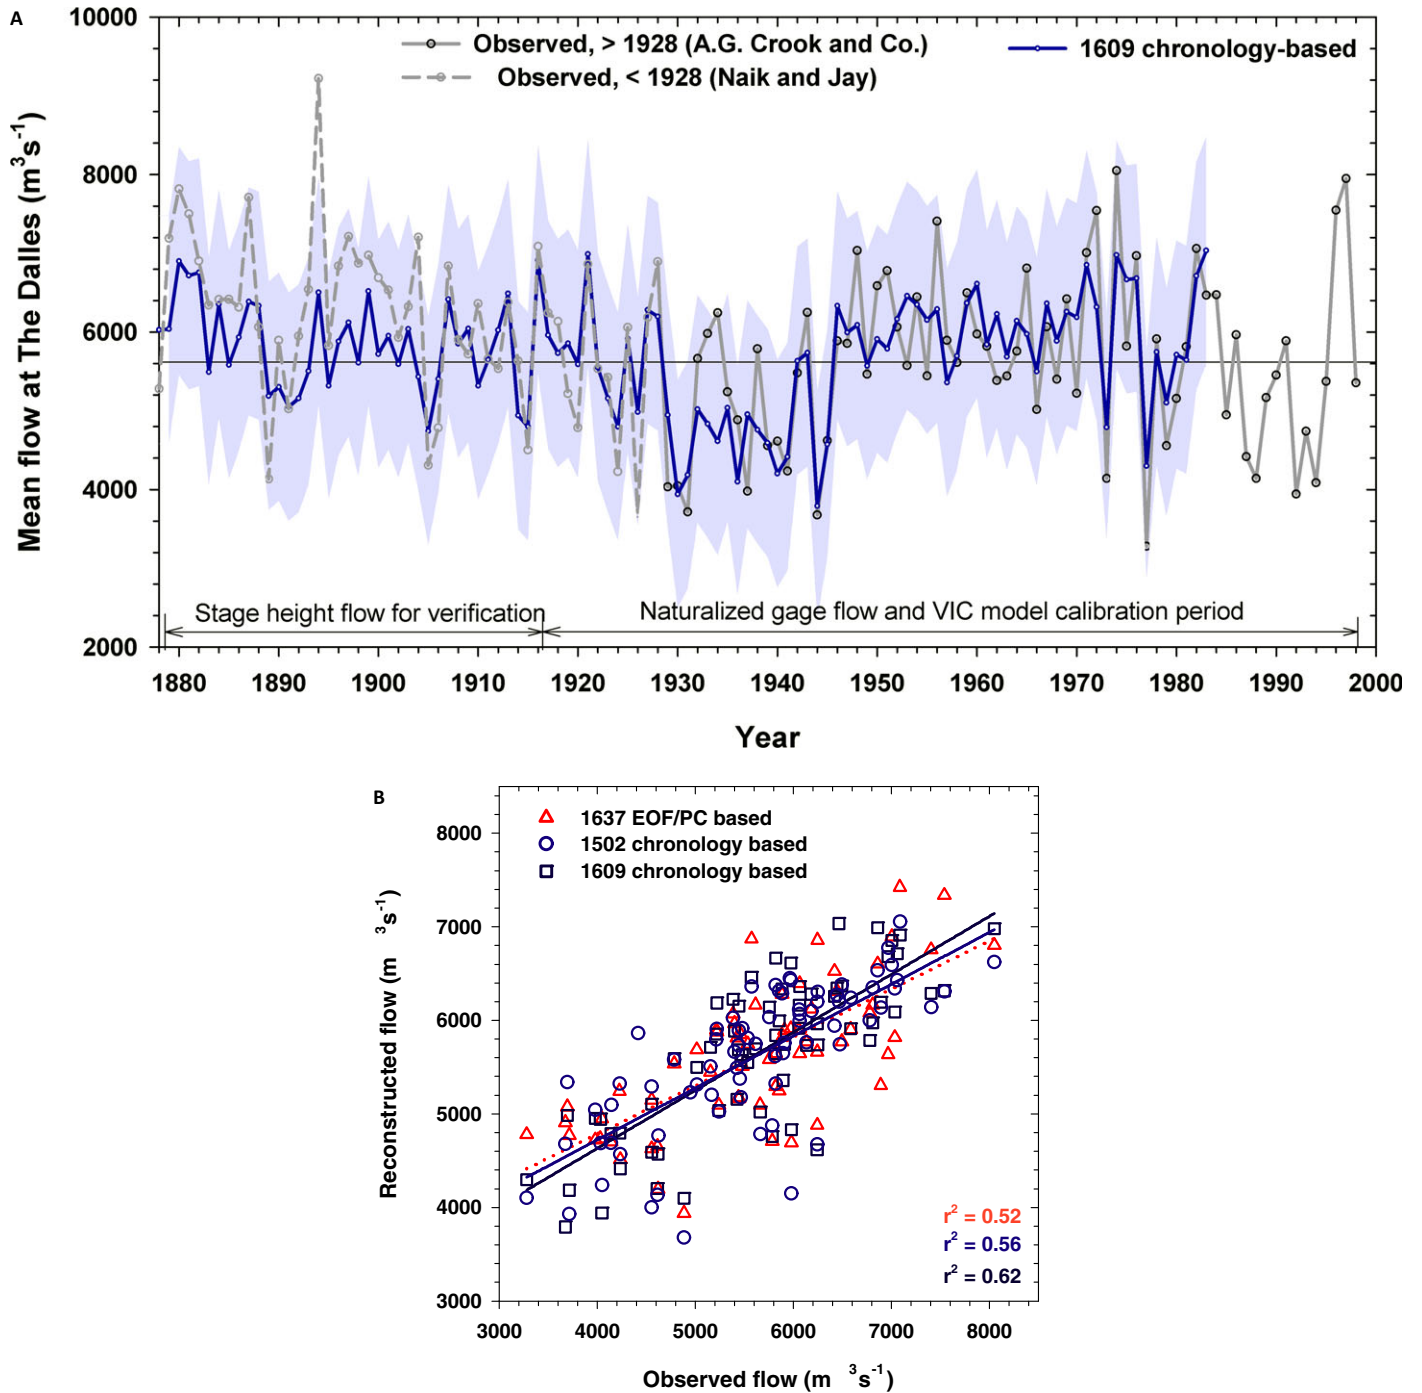 A
Observed, > 1928 (A.G. Crook and Co.)
1609 chronology-based
Observed, < 1928 (Naik and Jay)
Mean flow at The Dalles (m³s⁻¹)
10000
8000
6000
4000
2000
Stage height flow for verification
Naturalized gage flow and VIC model calibration period
1880 1890 1900 1910 1920 1930 1940 1950 1960 1970 1980 1990 2000
Year
B
1637 EOF/PC based
1502 chronology based
1609 chronology based
Reconstructed flow (m ³s⁻¹)
8000
7000
6000
5000
4000
3000
r² = 0.52
r² = 0.56
r² = 0.62
3000 4000 5000 6000 7000 8000
Observed flow (m ³s⁻¹)